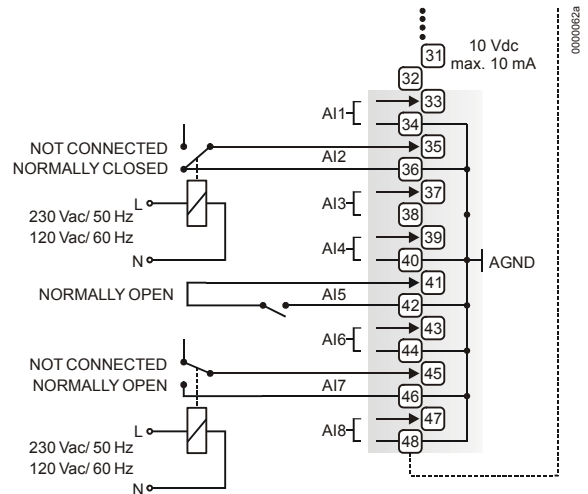 0000062a
31
10 Vdc
max. 10 mA
32
33
AI1
34
NOT CONNECTED
35
AI2
NORMALLY CLOSED
36
37
AI3
38
L
230 Vac/ 50 Hz
120 Vac/ 60 Hz
39
AI4
40
AGND
N
41
NORMALLY OPEN
AI5
42
43
AI6
44
NOT CONNECTED
45
NORMALLY OPEN
AI7
46
47
L
AI8
48
230 Vac/ 50 Hz
120 Vac/ 60 Hz
N